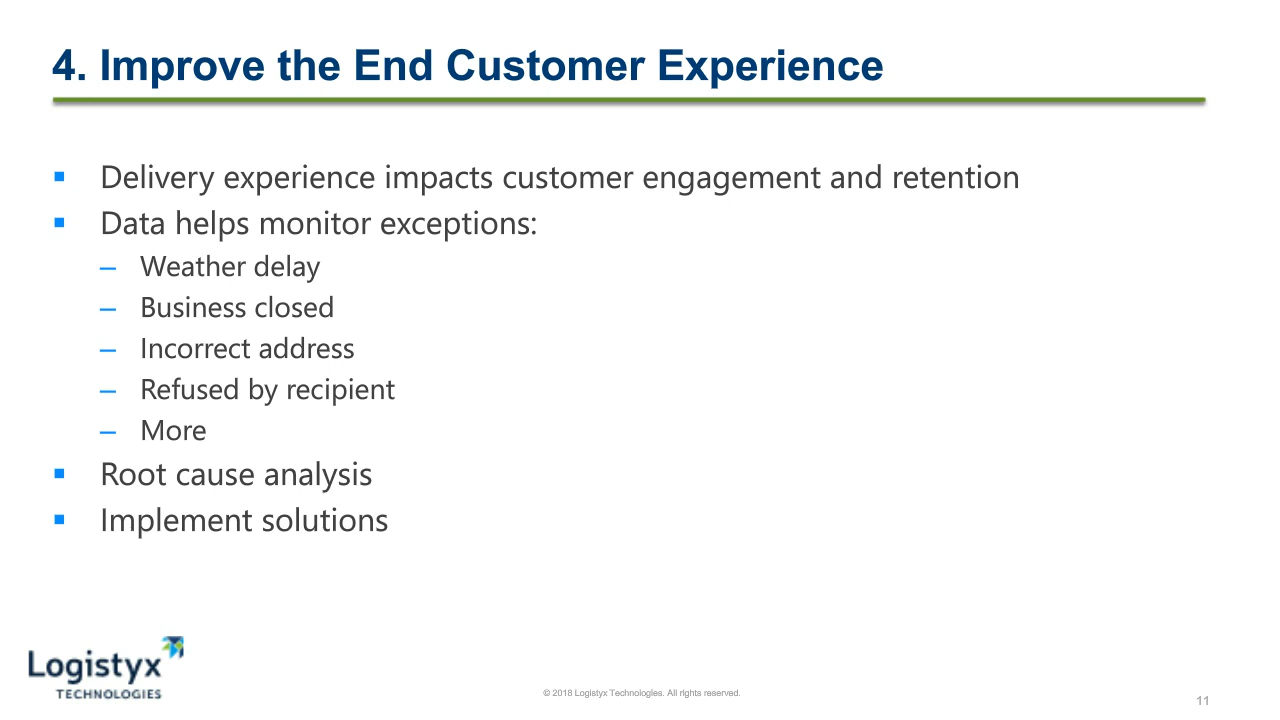 4. Improve the End Customer Experience
▪ Delivery experience impacts customer engagement and retention
▪ Data helps monitor exceptions:
– Weather delay
– Business closed
– Incorrect address
– Refused by recipient
– More
▪ Root cause analysis
▪ Implement solutions
Logistyx
TECHNOLOGIES
© 2018 Logistyx Technologies. All rights reserved.
11